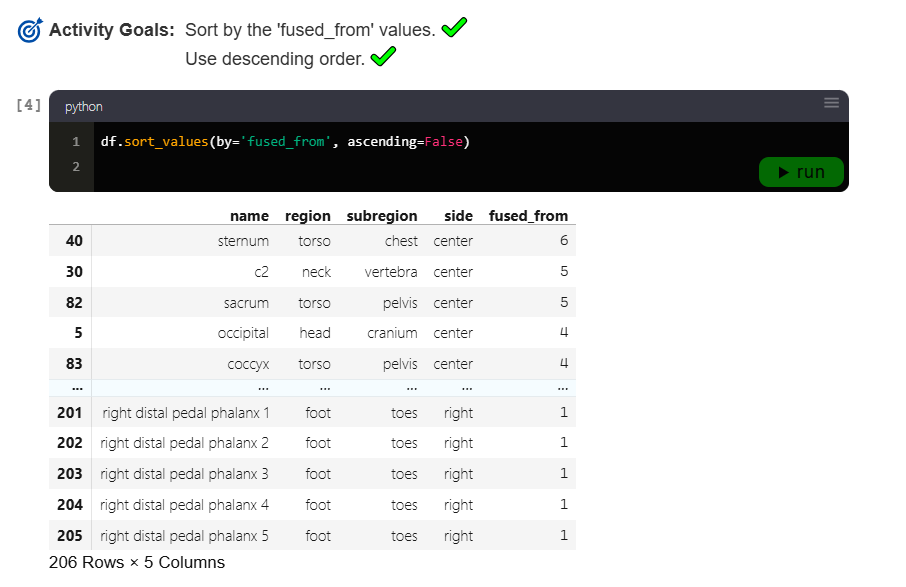 Activity Goals: Sort by the 'fused_from' values.
Use descending order.
[4] python
1 df.sort_values(by='fused_from', ascending=False)
2
run
name region subregion side fused_from
40 sternum torso chest center 6
30 c2 neck vertebra center 5
82 sacrum torso pelvis center 5
5 occipital head cranium center 4
83 coccyx torso pelvis center 4
... ... ... ... ... ...
201 right distal pedal phalanx 1 foot toes right 1
202 right distal pedal phalanx 2 foot toes right 1
203 right distal pedal phalanx 3 foot toes right 1
204 right distal pedal phalanx 4 foot toes right 1
205 right distal pedal phalanx 5 foot toes right 1
206 Rows × 5 Columns